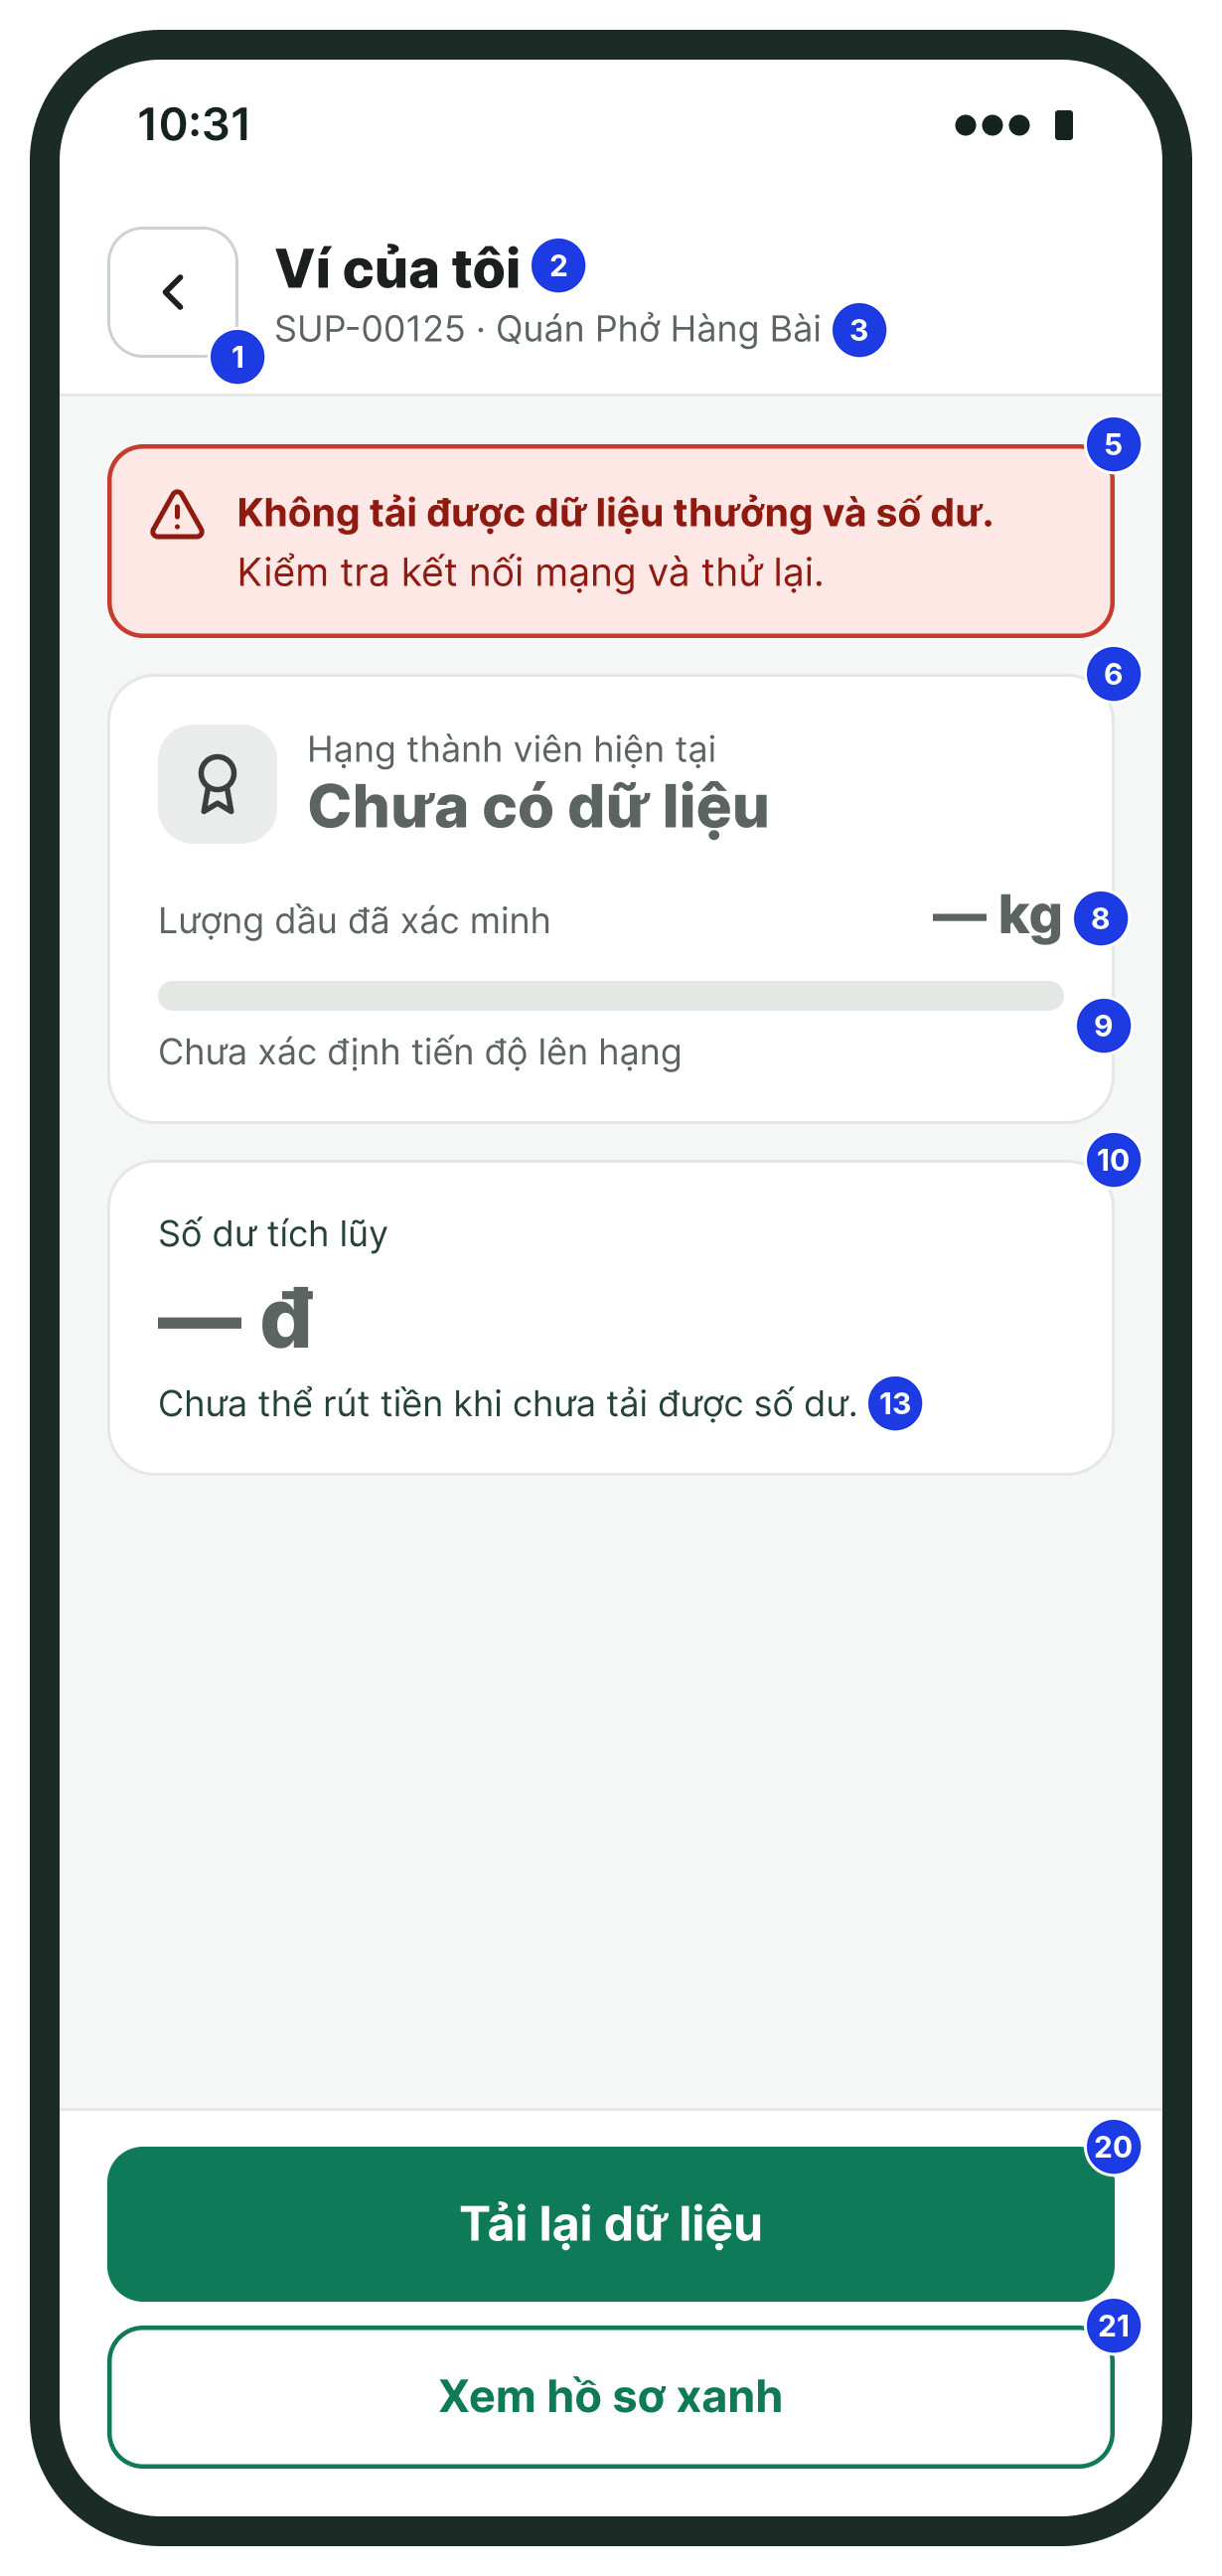 10:31
Ví của tôi 2
1
SUP-00125 · Quán Phở Hàng Bài 3
5
Không tải được dữ liệu thưởng và số dư.
Kiểm tra kết nối mạng và thử lại.
6
Hạng thành viên hiện tại
Chưa có dữ liệu
Lượng dầu đã xác minh — kg 8
9
Chưa xác định tiến độ lên hạng
10
Số dư tích lũy
— đ
Chưa thể rút tiền khi chưa tải được số dư. 13
20
Tải lại dữ liệu
21
Xem hồ sơ xanh